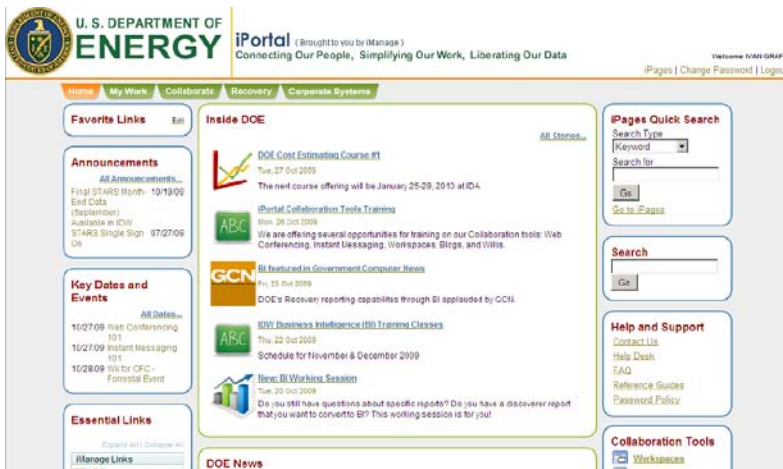 U. S. DEPARTMENT OF
ENERGY
iPortal (Brought to you by iManage)
Connecting Our People, Simplifying Our Work, Liberating Our Data
Welcome IVAN GRAF
iPages | Change Password | Logou
Home
My Work
Collaborate
Recovery
Corporate Systems
Favorite Links
Edit
Announcements
All Announcements...
Final STARS Month-End Data (September) Available in IDW
10/19/09
STARS Single Sign On
07/27/09
Key Dates and
Events
All Dates...
10/27/09 Web Conferencing
101
10/27/09 Instant Messaging
101
10/28/09 Wii for CFC -
Forrestal Event
Essential Links
Expand All | Collapse All
iManage Links
Inside DOE
All Stories...
DOE Cost Estimating Course #1
Tue, 27 Oct 2009
The next course offering will be January 25-29, 2010 at IDA.
ABC
iPortal Collaboration Tools Training
Mon, 26 Oct 2009
We are offering several opportunities for training on our Collaboration tools: Web
Conferencing, Instant Messaging, Workspaces, Blogs, and Wikis.
GCN
BI featured in Government Computer News
Fri, 23 Oct 2009
DOE's Recovery reporting capabilites through BI applauded by GCN.
ABC
IDW Business Intelligence (BI) Training Classes
Thu, 22 Oct 2009
Schedule for November & December 2009
New: BI Working Session
Tue, 20 Oct 2009
Do you still have questions about specific reports? Do you have a discoverer report
that you want to convert to BI? This working session is for you!
DOE News
iPages Quick Search
Search Type
Keyword
Search for
Go
Go to iPages
Search
Go
Help and Support
Contact Us
Help Desk
FAQ
Reference Guides
Password Policy
Collaboration Tools
Workspaces